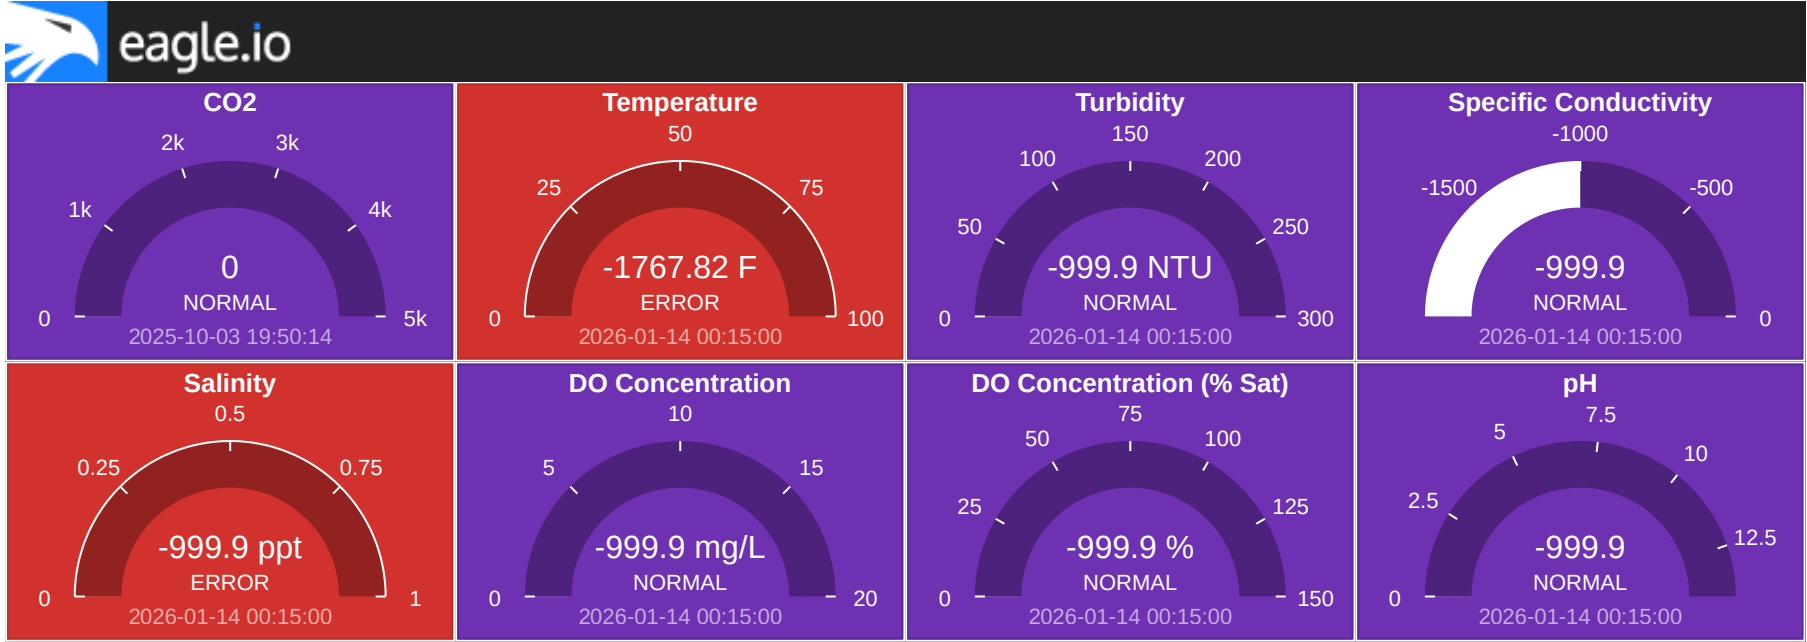 eagle.io
CO2
0
1k
2k
3k
4k
5k
0
NORMAL
2025-10-03 19:50:14
Temperature
0
25
50
75
100
-1767.82 F
ERROR
2026-01-14 00:15:00
Turbidity
0
50
100
150
200
250
300
-999.9 NTU
NORMAL
2026-01-14 00:15:00
Specific Conductivity
-1500
-1000
-500
0
-999.9
NORMAL
2026-01-14 00:15:00
Salinity
0
0.25
0.5
0.75
1
-999.9 ppt
ERROR
2026-01-14 00:15:00
DO Concentration
0
5
10
15
20
-999.9 mg/L
NORMAL
2026-01-14 00:15:00
DO Concentration (% Sat)
0
25
50
75
100
125
150
-999.9 %
NORMAL
2026-01-14 00:15:00
pH
0
2.5
5
7.5
10
12.5
-999.9
NORMAL
2026-01-14 00:15:00